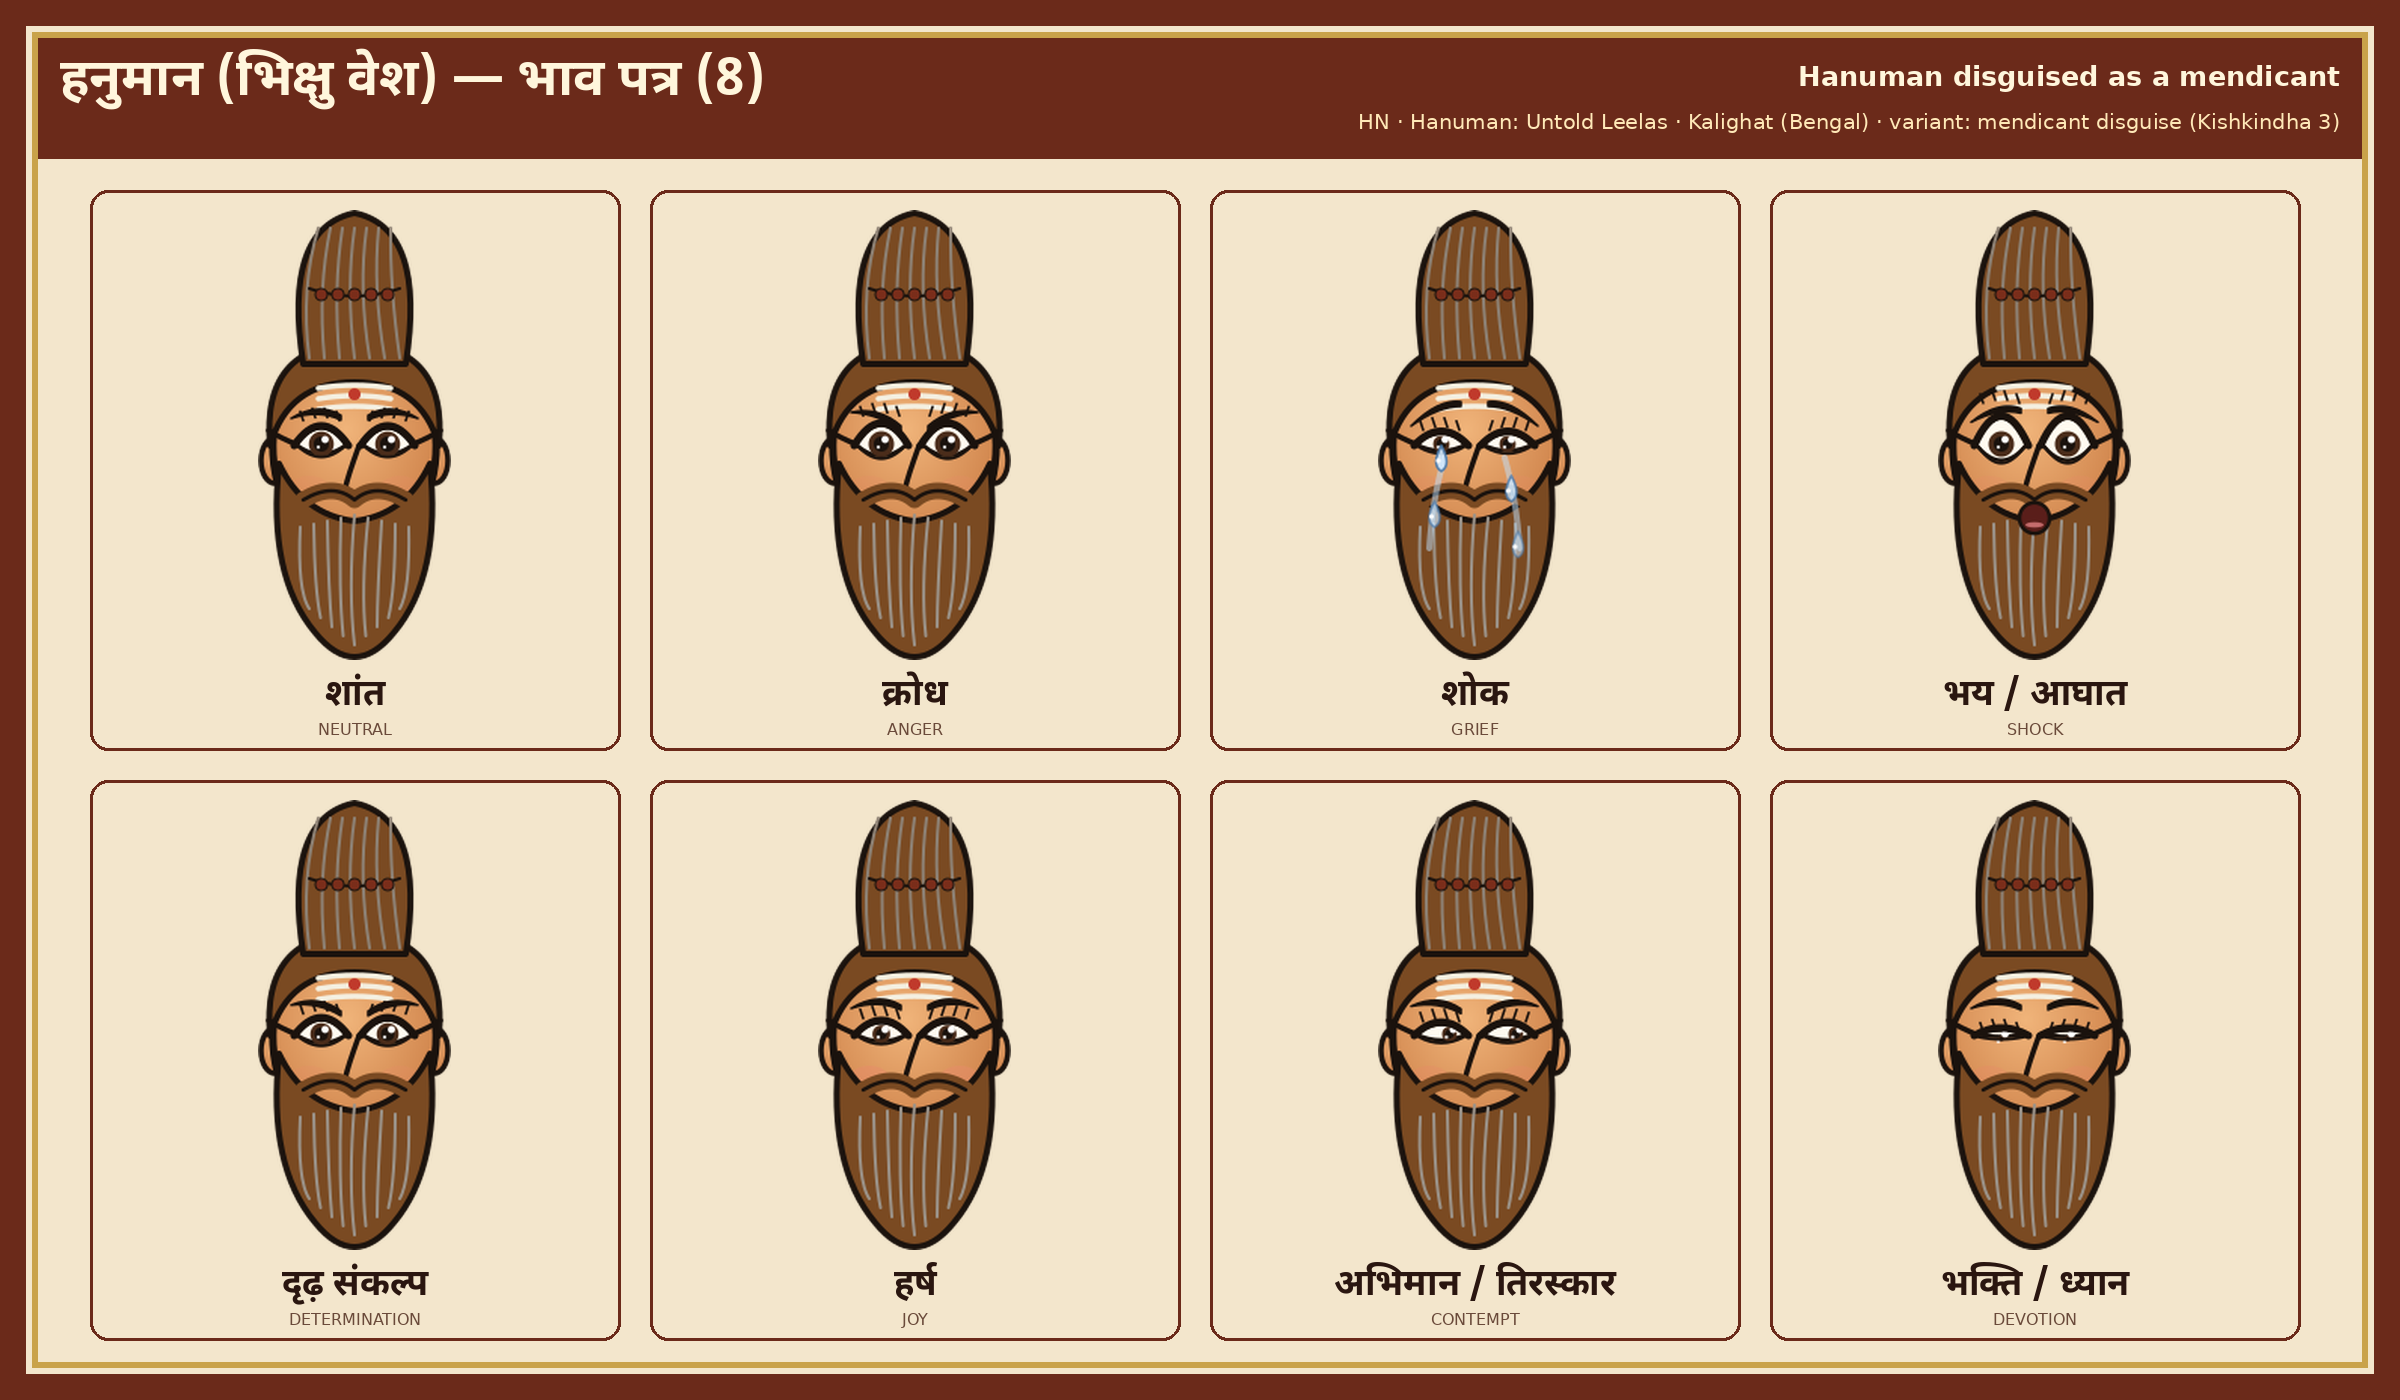 हनुमान (भिक्षु वेश) — भाव पत्र (8)
Hanuman disguised as a mendicant
HN · Hanuman: Untold Leelas · Kalighat (Bengal) · variant: mendicant disguise (Kishkindha 3)
शांत
NEUTRAL
क्रोध
ANGER
शोक
GRIEF
भय / आघात
SHOCK
दृढ़ संकल्प
DETERMINATION
हर्ष
JOY
अभिमान / तिरस्कार
CONTEMPT
भक्ति / ध्यान
DEVOTION